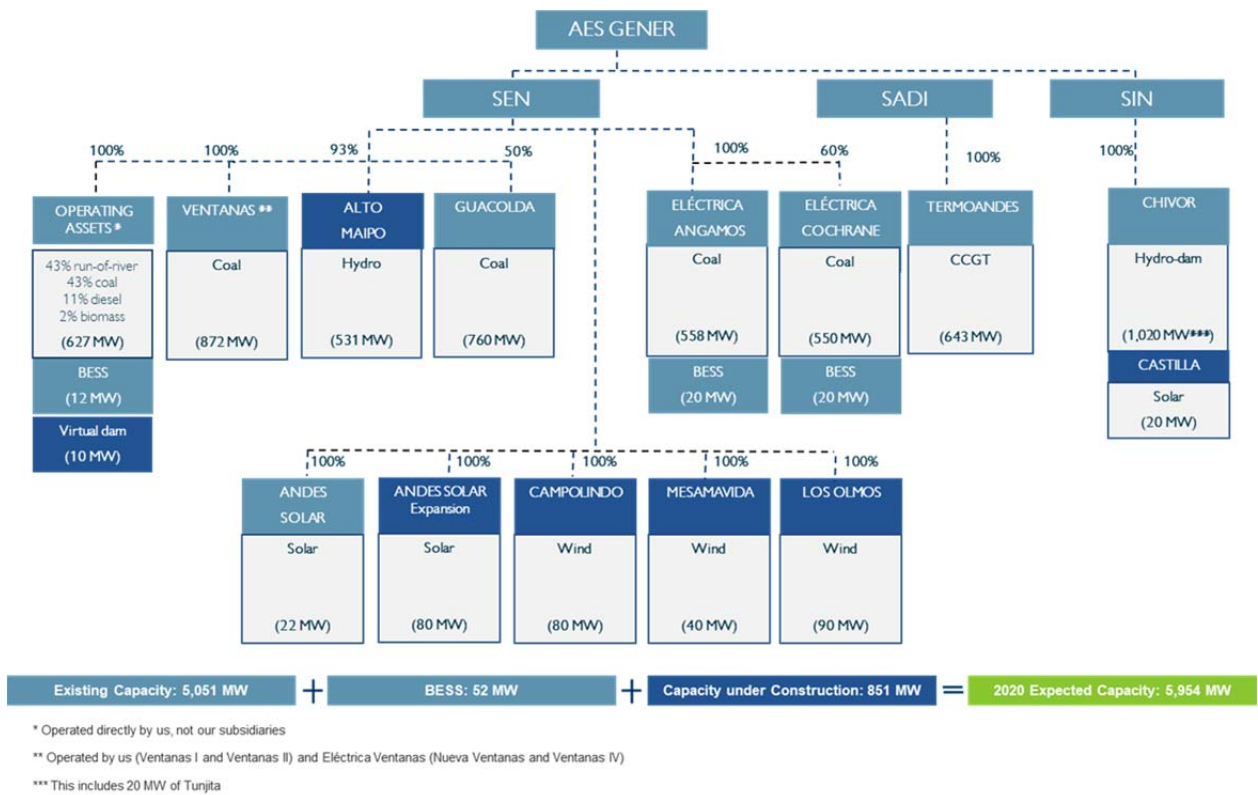 AES GENER
SEN
SADI
SIN
100%
100%
93%
50%
100%
60%
100%
100%
OPERATING
ASSETS *
43% run-of-river
43% coal
11% diesel
2% biomass
(627 MW)
BESS
(12 MW)
Virtual dam
(10 MW)
VENTANAS **
Coal
(872 MW)
ALTO
MAIPO
Hydro
(531 MW)
GUACOLDA
Coal
(760 MW)
ELÉCTRICA
ANGAMOS
Coal
(558 MW)
BESS
(20 MW)
ELÉCTRICA
COCHRANE
Coal
(550 MW)
BESS
(20 MW)
TERMOANDES
CCGT
(643 MW)
CHIVOR
Hydro-dam
(1,020 MW***)
CASTILLA
Solar
(20 MW)
100%
100%
100%
100%
100%
ANDES
SOLAR
Solar
(22 MW)
ANDES SOLAR
Expansion
Solar
(80 MW)
CAMPOLINDO
Wind
(80 MW)
MESAMAVIDA
Wind
(40 MW)
LOS OLMOS
Wind
(90 MW)
Existing Capacity: 5,051 MW + BESS: 52 MW + Capacity under Construction: 851 MW = 2020 Expected Capacity: 5,954 MW
* Operated directly by us, not our subsidiaries
** Operated by us (Ventanas I and Ventanas II) and Eléctrica Ventanas (Nueva Ventanas and Ventanas IV)
*** This includes 20 MW of Tunjita